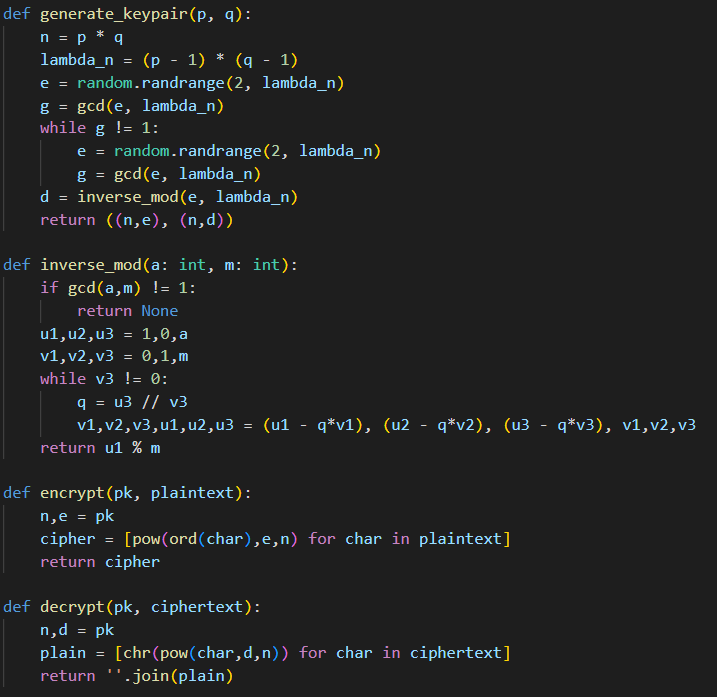 def generate_keypair(p, q):
    n = p * q
    lambda_n = (p - 1) * (q - 1)
    e = random.randrange(2, lambda_n)
    g = gcd(e, lambda_n)
    while g != 1:
        e = random.randrange(2, lambda_n)
        g = gcd(e, lambda_n)
    d = inverse_mod(e, lambda_n)
    return ((n,e), (n,d))

def inverse_mod(a: int, m: int):
    if gcd(a,m) != 1:
        return None
    u1,u2,u3 = 1,0,a
    v1,v2,v3 = 0,1,m
    while v3 != 0:
        q = u3 // v3
        v1,v2,v3,u1,u2,u3 = (u1 - q*v1), (u2 - q*v2), (u3 - q*v3), v1,v2,v3
    return u1 % m

def encrypt(pk, plaintext):
    n,e = pk
    cipher = [pow(ord(char),e,n) for char in plaintext]
    return cipher

def decrypt(pk, ciphertext):
    n,d = pk
    plain = [chr(pow(char,d,n)) for char in ciphertext]
    return ''.join(plain)